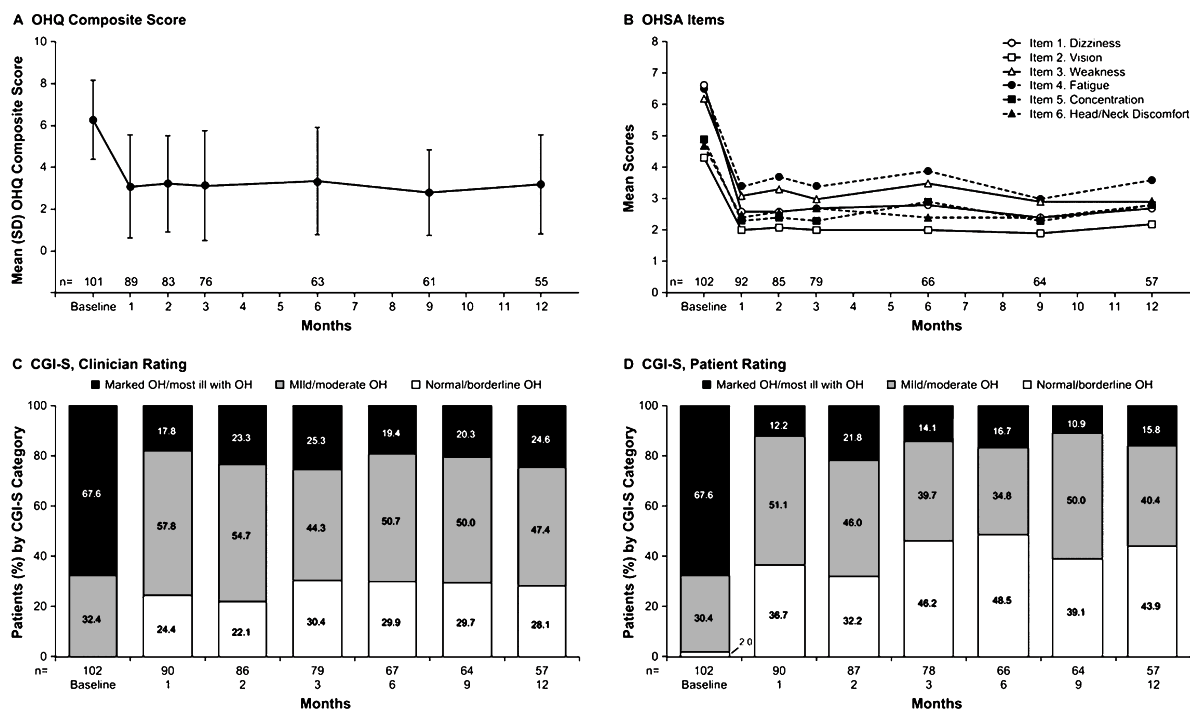 A OHQ Composite Score
Mean (SD) OHQ Composite Score
10
8
6
4
2
0
n= 101 89 83 76 63 61 55
Baseline 1 2 3 4 5 6 7 8 9 10 11 12
Months
B OHSA Items
Mean Scores
8
7
6
5
4
3
2
1
0
Item 1. Dizziness
Item 2. Vision
Item 3. Weakness
Item 4. Fatigue
Item 5. Concentration
Item 6. Head/Neck Discomfort
n= 102 92 85 79 66 64 57
Baseline 1 2 3 4 5 6 7 8 9 10 11 12
Months
C CGI-S, Clinician Rating
Marked OH/most ill with OH Mild/moderate OH Normal/borderline OH
Patients (%) by CGI-S Category
100
80
60
40
20
0
67.6 17.8 23.3 25.3 19.4 20.3 24.6
32.4 57.8 54.7 44.3 50.7 50.0 47.4
24.4 22.1 30.4 29.9 29.7 28.1
n= 102 90 86 79 67 64 57
Baseline 1 2 3 6 9 12
Months
D CGI-S, Patient Rating
Marked OH/most ill with OH Mild/moderate OH Normal/borderline OH
Patients (%) by CGI-S Category
100
80
60
40
20
0
67.6 12.2 21.8 14.1 16.7 10.9 15.8
30.4 51.1 46.0 39.7 34.8 50.0 40.4
2.0 36.7 32.2 46.2 48.5 39.1 43.9
n= 102 90 87 78 66 64 57
Baseline 1 2 3 6 9 12
Months